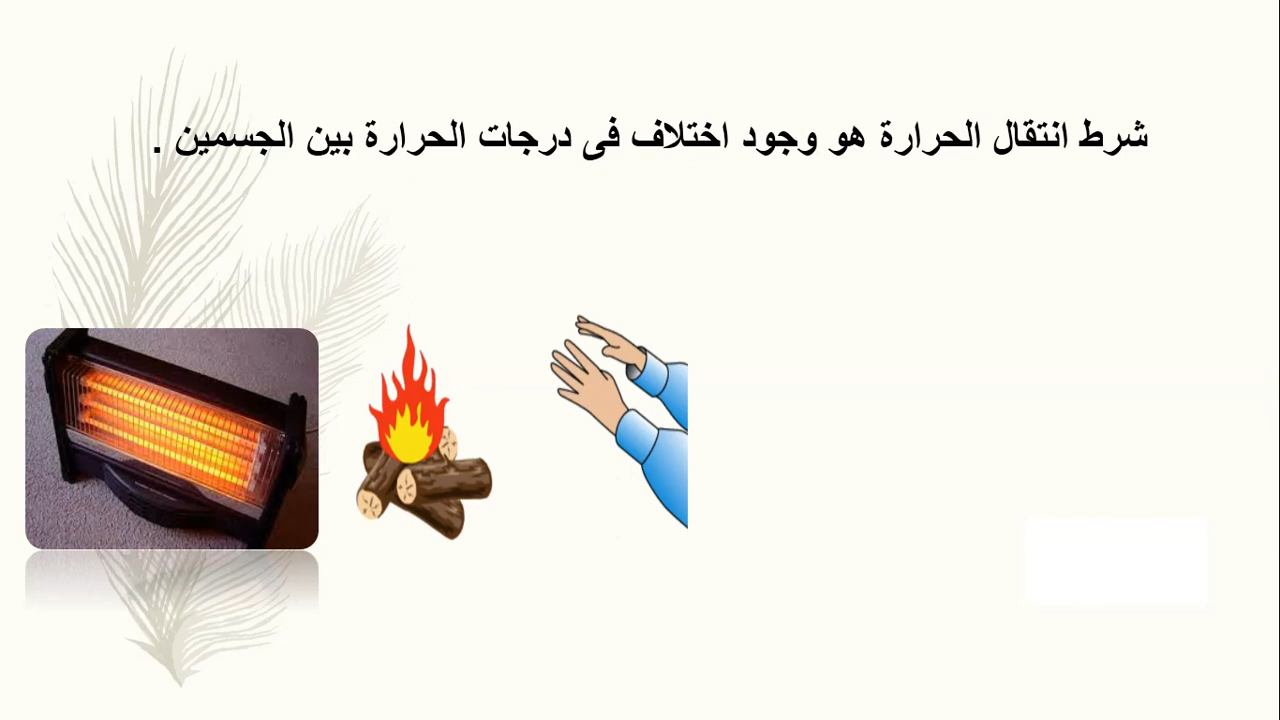 شرط انتقال الحرارة هو وجود اختلاف فى درجات الحرارة بين الجسمين .